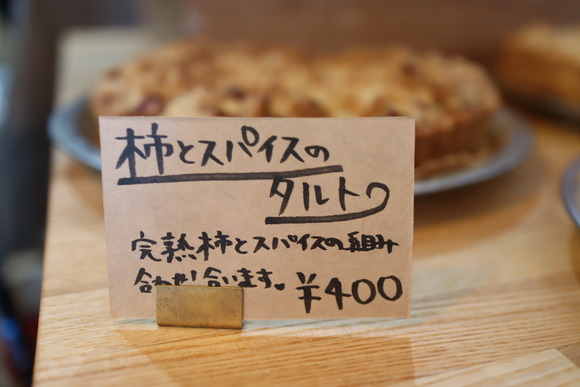 柿とスパイスの
タルト
完熟柿とスパイスの組み
合わせ合います。 ¥400